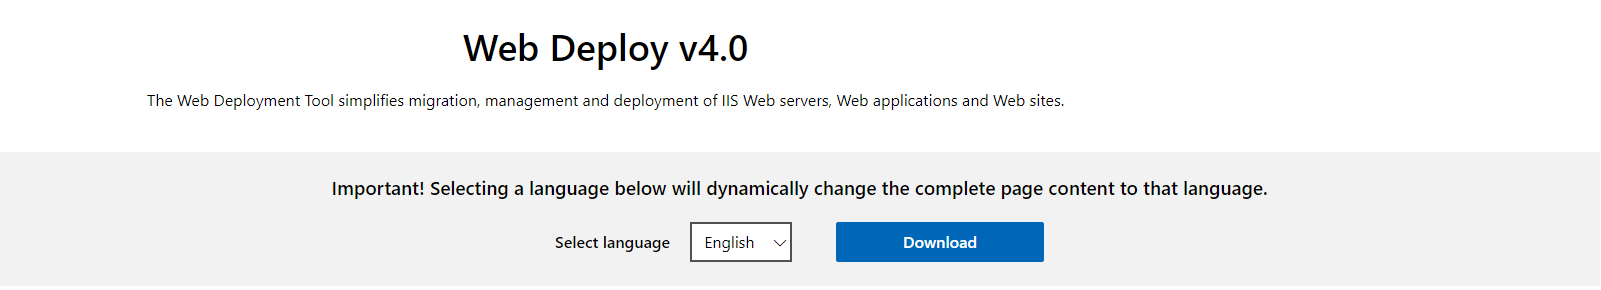 Web Deploy v4.0
The Web Deployment Tool simplifies migration, management and deployment of IIS Web servers, Web applications and Web sites.
Important! Selecting a language below will dynamically change the complete page content to that language.
Select language English Download